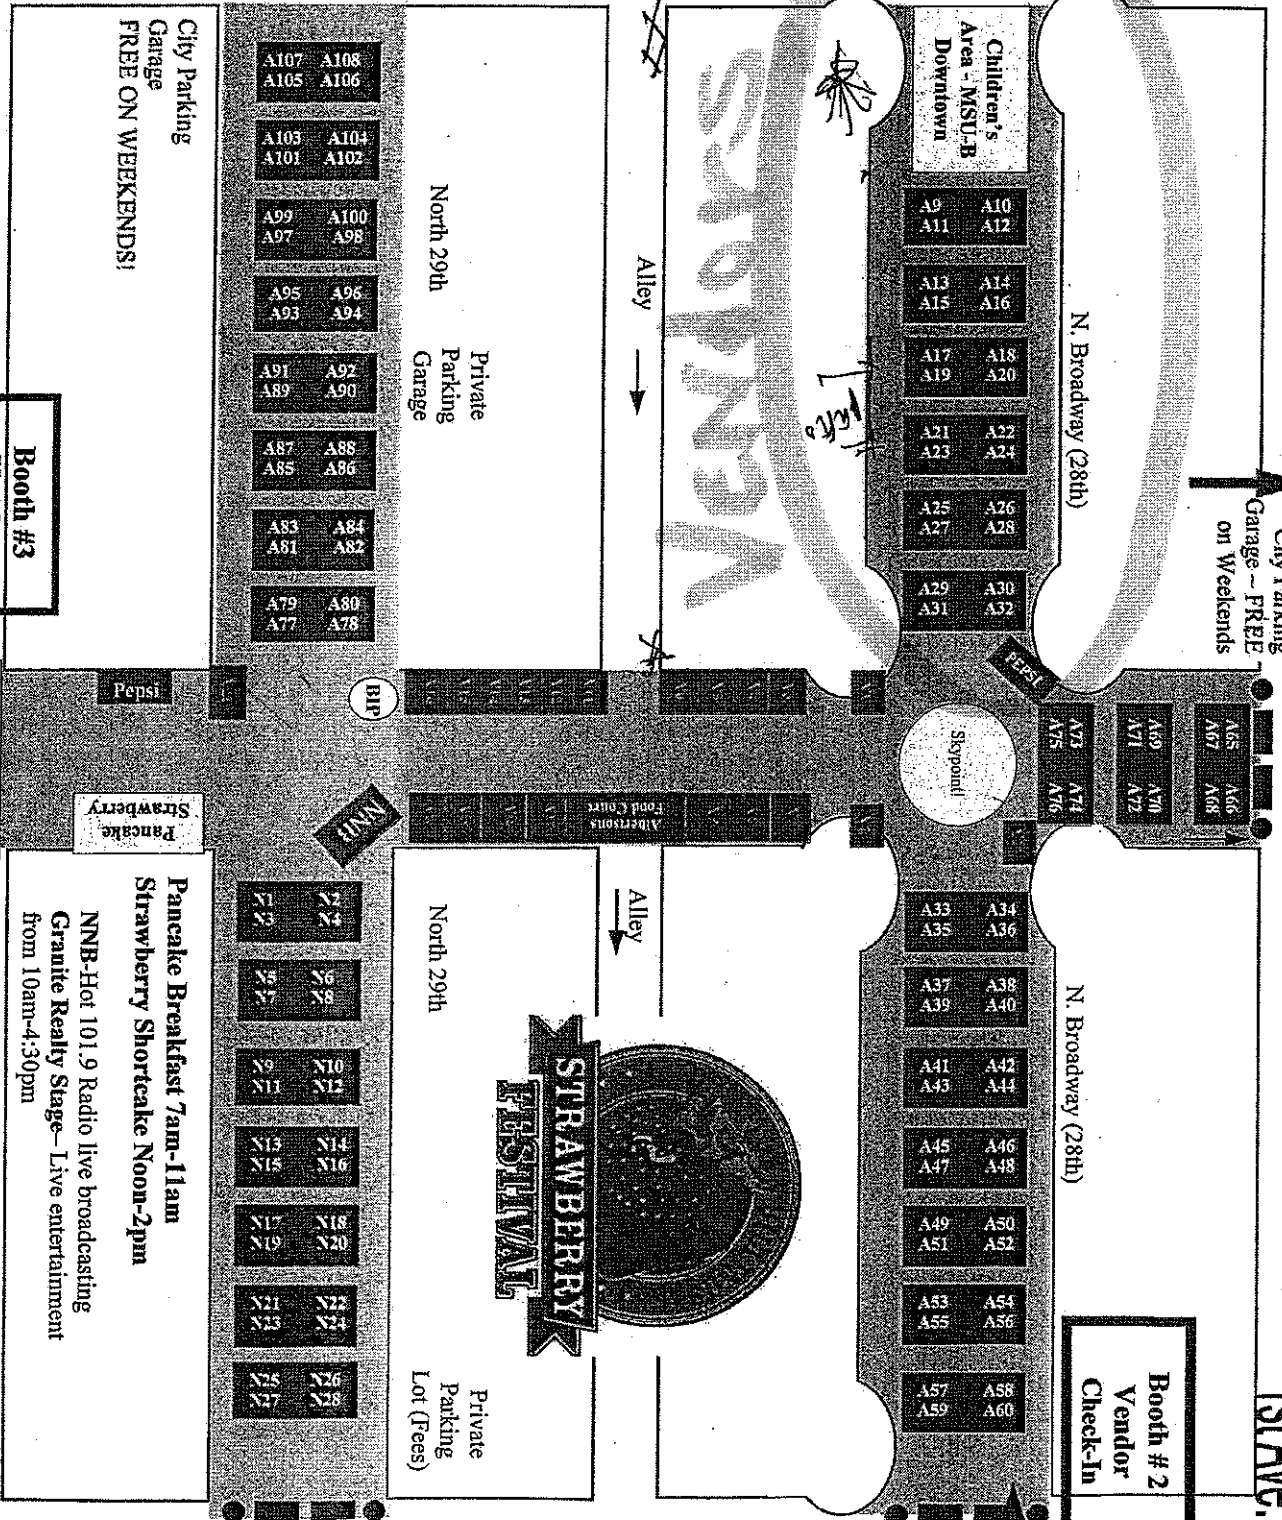 City Parking
Garage – FREE
on Weekends
1st Ave.
N. Broadway (28th)
N. Broadway (28th)
Booth # 2
Vendor
Check-In
Children's
Area - MSU-B
Downtown
A10 A12
A9 A11
A14 A16
A13 A15
A18 A20
A17 A19
A22 A24
A21 A23
A26 A28
A25 A27
A30 A32
A29 A31
PEPSI
A65 A66
A67 A68
A69 A70
A71 A72
A73 A74
A75 A76
Skypoint!
A34 A36
A33 A35
A38 A40
A37 A39
A42 A44
A41 A43
A46 A48
A45 A47
A50 A52
A49 A51
A54 A56
A53 A55
A58 A60
A57 A59
VENdors
Alley
Alley
Albertsons
Food Court
STRAWBERRY
FESTIVAL
Private
Parking
Garage
North 29th
North 29th
Private
Parking
Lot (Fees)
A108 A106
A107 A105
A104 A102
A103 A101
A100 A98
A99 A97
A96 A94
A95 A93
A92 A90
A91 A89
A88 A86
A87 A85
A84 A82
A83 A81
A80 A78
A79 A77
BIP
NNB
N2 N4
N1 N3
N6 N8
N5 N7
N10 N12
N9 N11
N14 N16
N13 N15
N18 N20
N17 N19
N22 N24
N21 N23
N26 N28
N25 N27
City Parking
Garage
FREE ON WEEKENDS!
Pepsi
Pancake
Strawberry
Pancake Breakfast 7am-11am
Strawberry Shortcake Noon-2pm
NNB-Hot 101.9 Radio live broadcasting
Granite Realty Stage– Live entertainment
from 10am-4:30pm
Booth #3